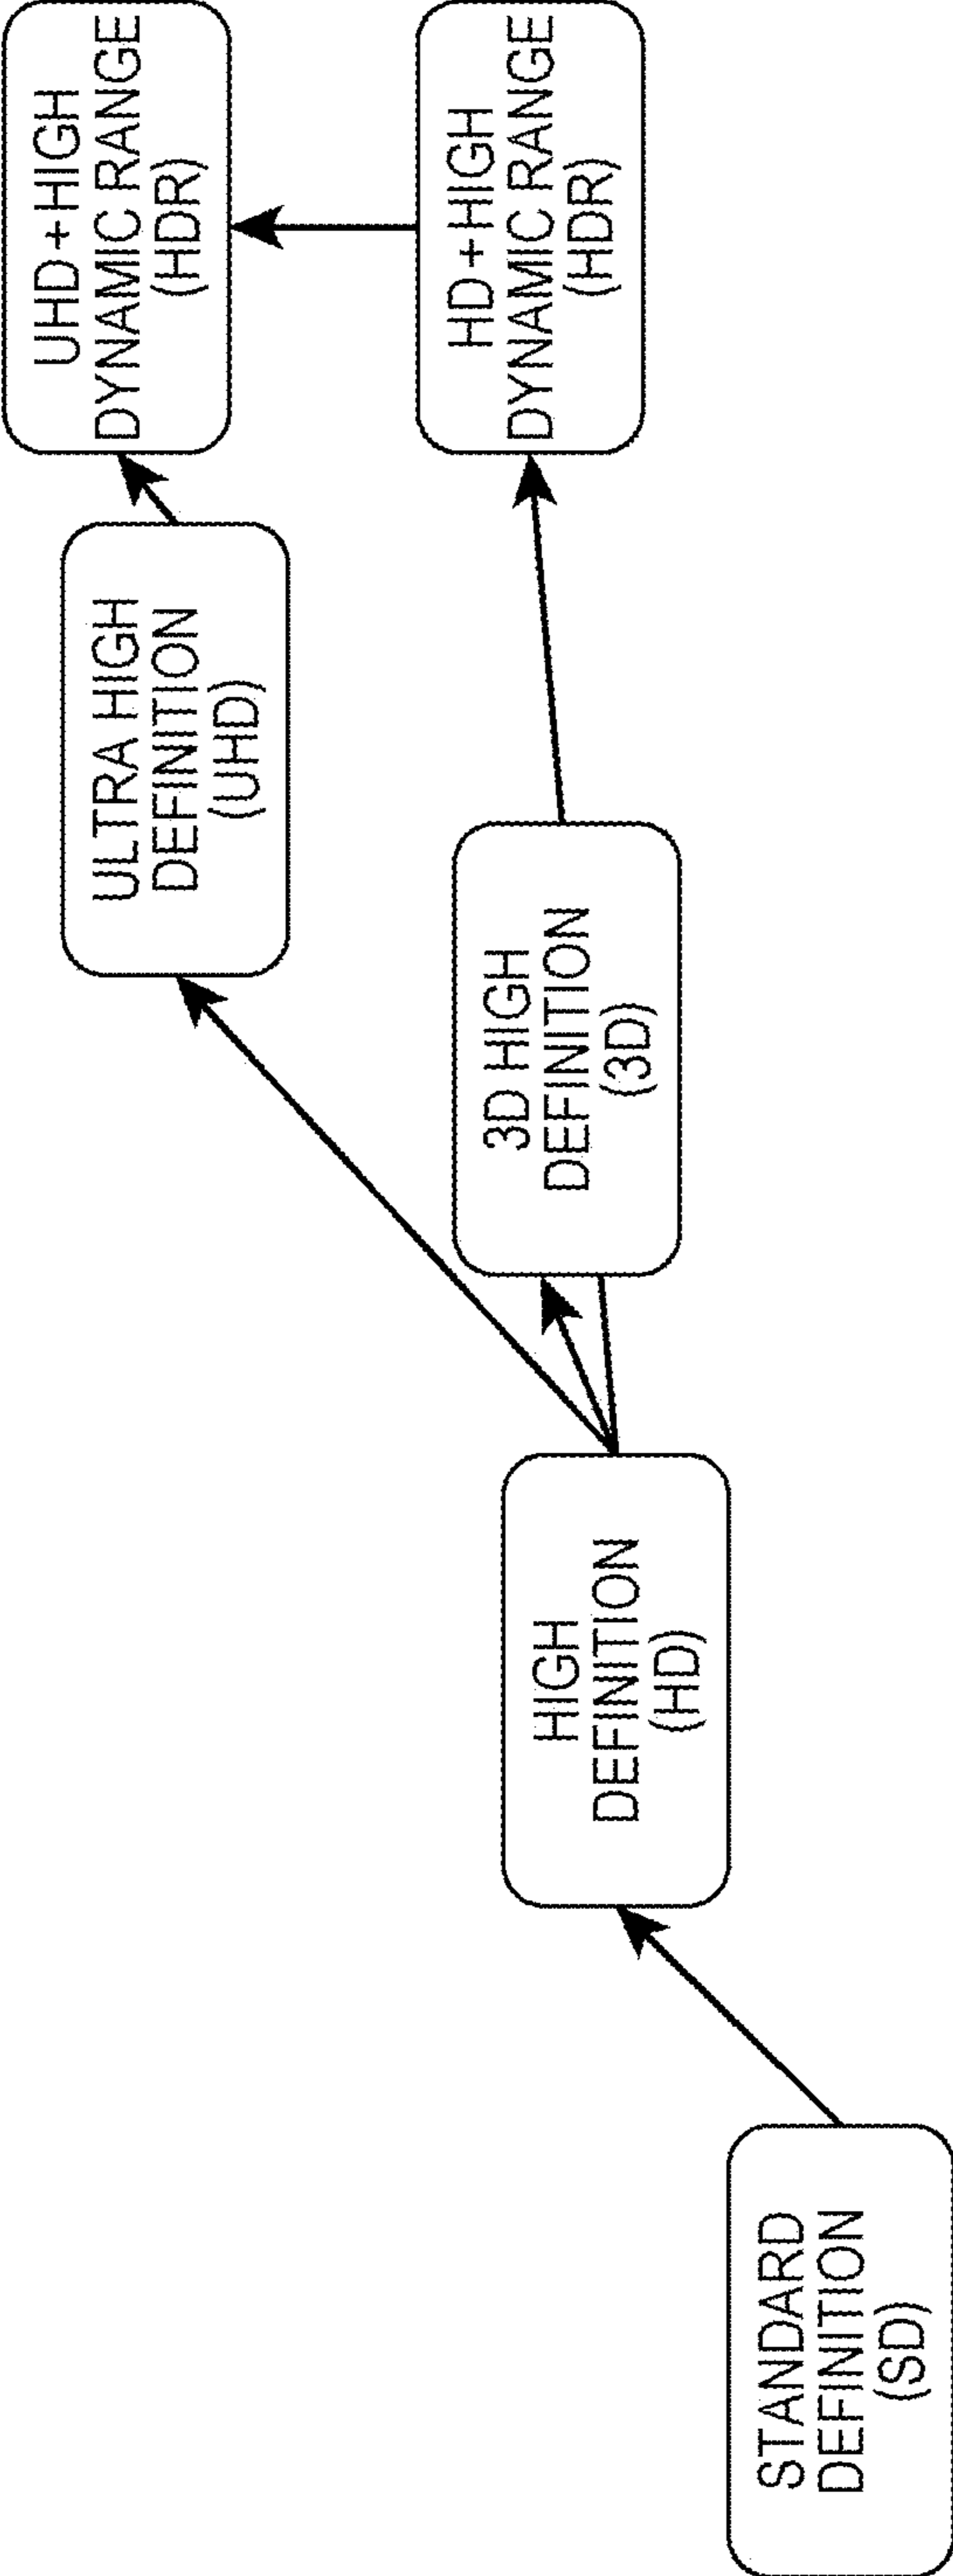 STANDARD
DEFINITION
(SD)
HIGH
DEFINITION
(HD)
3D HIGH
DEFINITION
(3D)
ULTRA HIGH
DEFINITION
(UHD)
UHD+HIGH
DYNAMIC RANGE
(HDR)
HD+HIGH
DYNAMIC RANGE
(HDR)